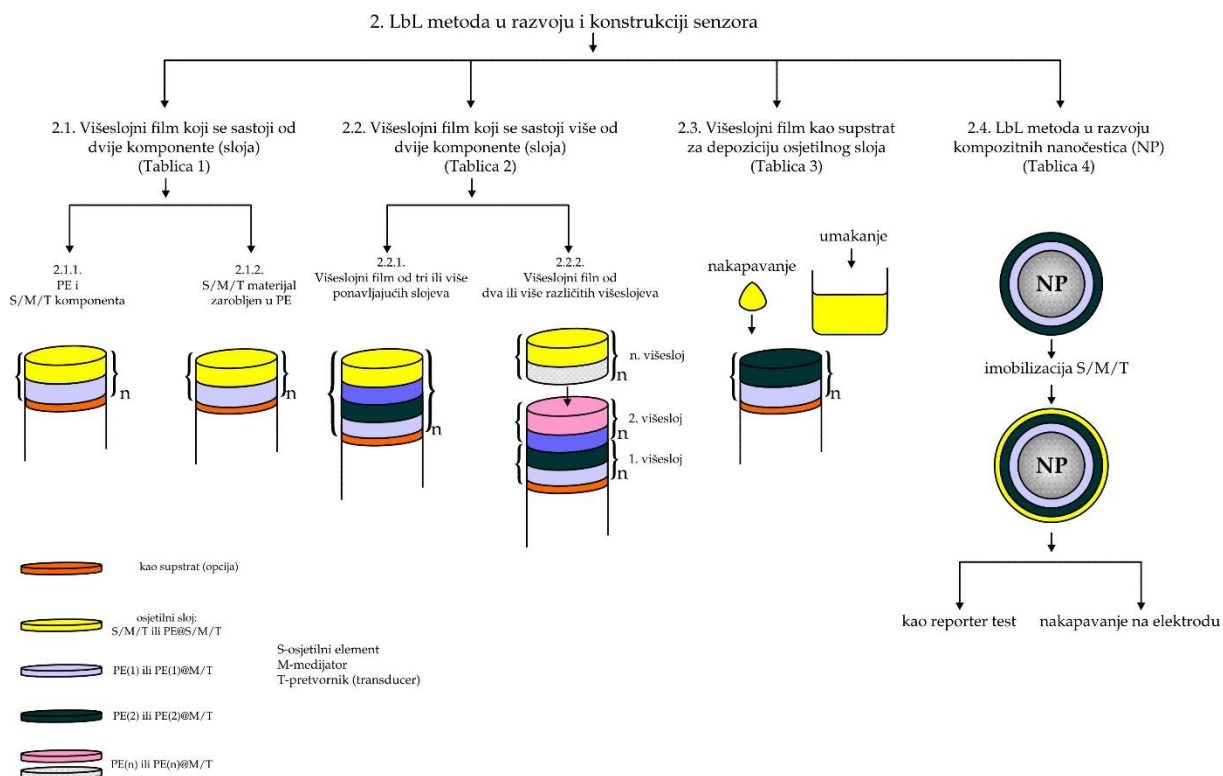 2. LbL metoda u razvoju i konstrukciji senzora
2.1. Višeslojni film koji se sastoji od
dvije komponente (sloja)
(Tablica 1)
2.2. Višeslojni film koji se sastoji više od
dvije komponente (sloja)
(Tablica 2)
2.3. Višeslojni film kao supstrat
za depoziciju osjetilnog sloja
(Tablica 3)
2.4. LbL metoda u razvoju
kompozitnih nanočestica (NP)
(Tablica 4)
2.1.1.
PE i
S/M/T komponenta
2.1.2.
S/M/T materijal
zarobljen u PE
2.2.1.
Višeslojni film od tri ili više
ponavljajućih slojeva
2.2.2.
Višeslojni filn od
dva ili više različitih višeslojeva
nakapavanje
umakanje
n
n
n
n
n. višesloj
n
2. višesloj
n
1. višesloj
n
NP
imobilizacija S/M/T
NP
kao reporter test
nakapavanje na elektrodu
kao supstrat (opcija)
osjetilni sloj:
S/M/T ili PE@S/M/T
PE(1) ili PE(1)@M/T
PE(2) ili PE(2)@M/T
PE(n) ili PE(n)@M/T
S-osjetilni element
M-medijator
T-pretvornik (transducer)